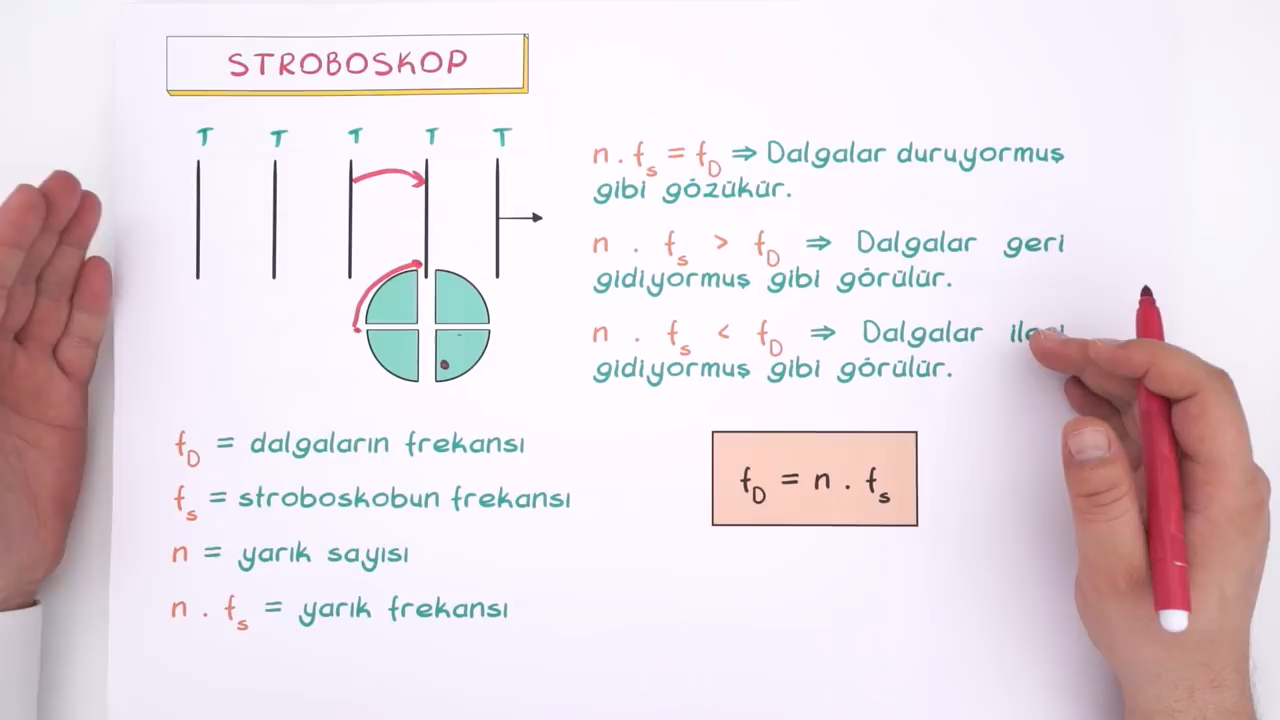 STROBOSKOP
T T T T T
n . fs = fD ⇒ Dalgalar duruyormuş
gibi gözükür.
n . fs > fD ⇒ Dalgalar geri
gidiyormuş gibi görülür.
n . fs < fD ⇒ Dalgalar
gidiyormuş gibi görülür.
fD = dalgaların frekansı
fs = stroboskobun frekansı
n = yarık sayısı
n . fs = yarık frekansı
fD = n . fs